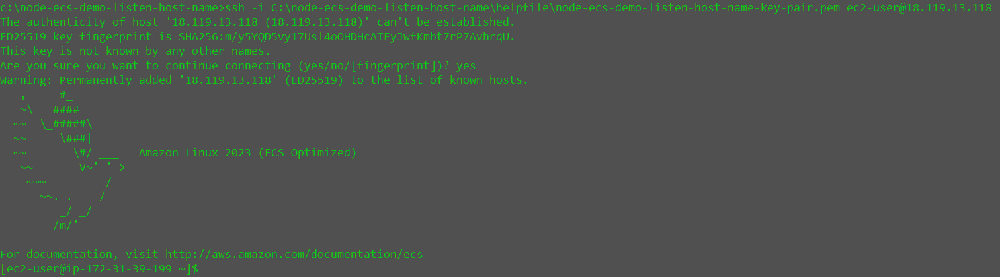 c:\node-ecs-demo-listen-host-name>ssh -i C:\node-ecs-demo-listen-host-name\helpfile\node-ecs-demo-listen-host-name-key-pair.pem ec2-user@18.119.13.118
The authenticity of host '18.119.13.118 (18.119.13.118)' can't be established.
ED25519 key fingerprint is SHA256:m/y5YQD5vy17Usl4oOHDHcATFyJwfKmbt7rP7AvhrqU.
This key is not known by any other names.
Are you sure you want to continue connecting (yes/no/[fingerprint])? yes
Warning: Permanently added '18.119.13.118' (ED25519) to the list of known hosts.
   ,     #_
   ~\_  ####_
  ~~  \_#####\
  ~~     \###|
  ~~       \#/ ___   Amazon Linux 2023 (ECS Optimized)
   ~~       V~' '->
    ~~~         /
      ~~._.   _/
         _/ _/
       _/m/'
For documentation, visit http://aws.amazon.com/documentation/ecs
[ec2-user@ip-172-31-39-199 ~]$